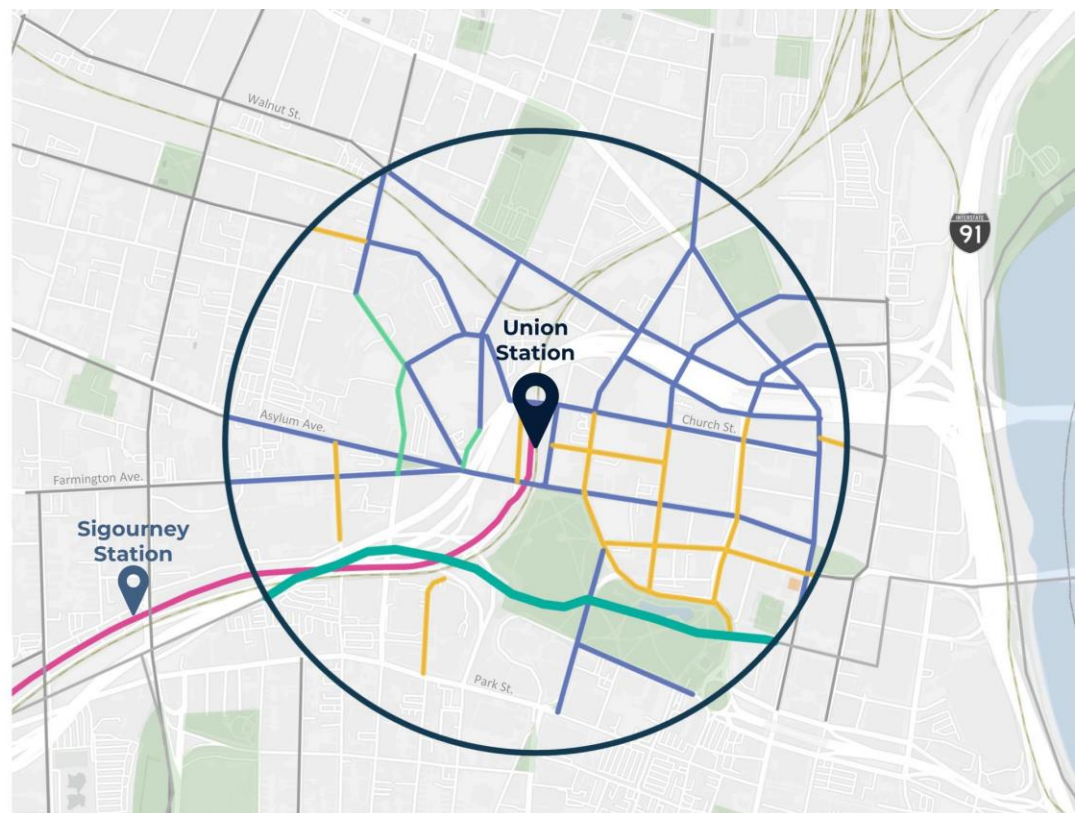 Walnut St.
INTERSTATE
91
Union
Station
Asylum Ave.
Church St.
Farmington Ave.
Sigourney
Station
Park St.